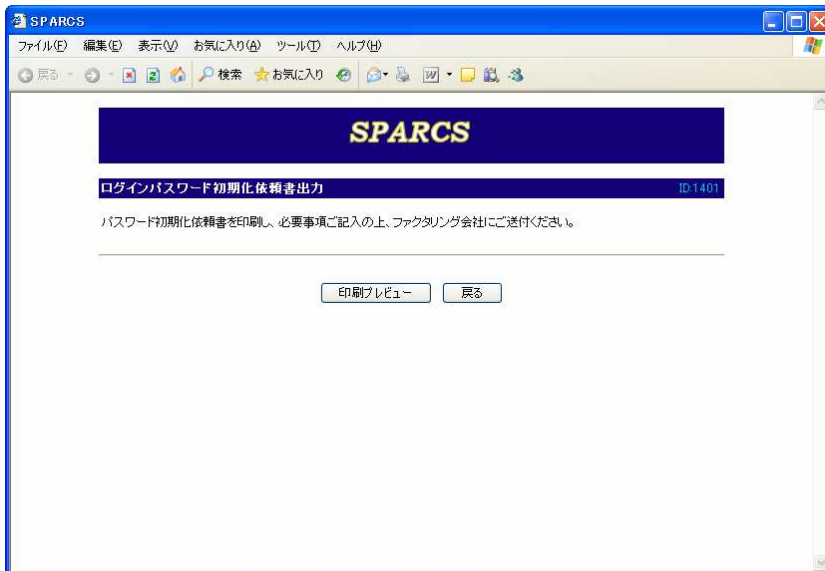 SPARCS
ファイル(F) 編集(E) 表示(V) お気に入り(A) ツール(T) ヘルプ(H)
戻る 検索 お気に入り
SPARCS
ログインパスワード初期化依頼書出力 ID:1401
パスワード初期化依頼書を印刷し、必要事項ご記入の上、ファクタリング会社にご送付ください。
印刷プレビュー 戻る